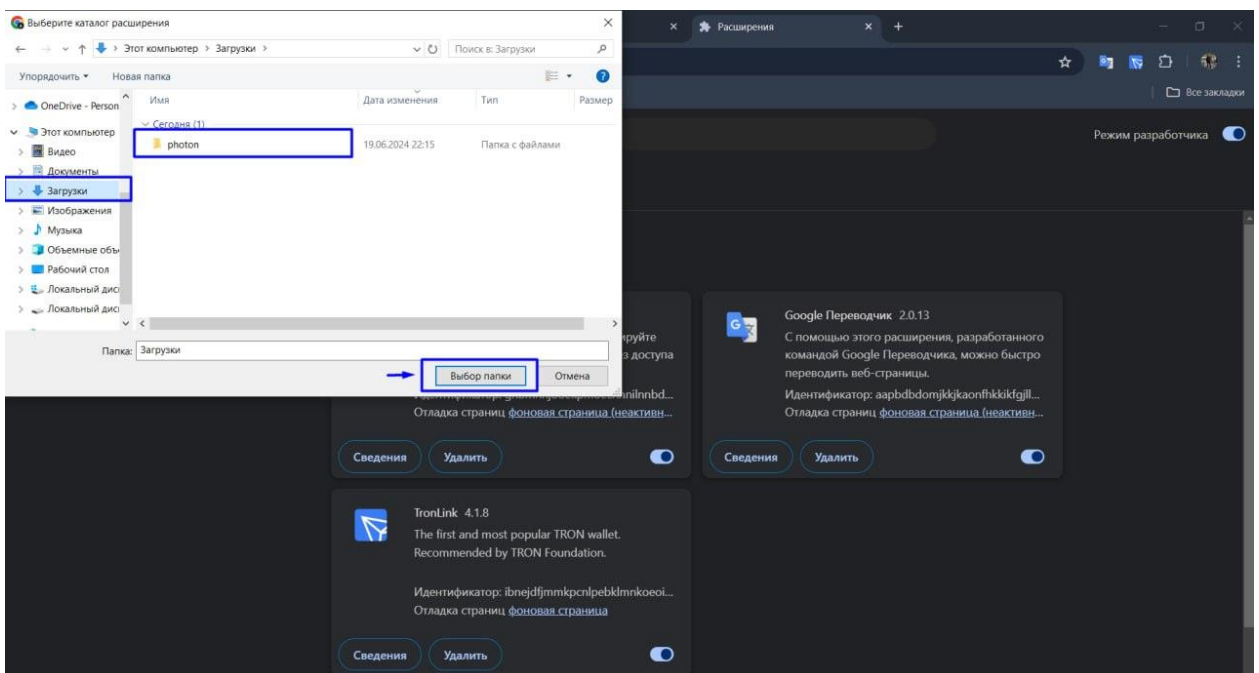 Выберите каталог расширения
Расширения
Этот компьютер > Загрузки >
Поиск в: Загрузки
Упорядочить
Новая папка
Все закладки
Имя
Дата изменения
Тип
Размер
Сегодня (1)
photon
19.06.2024 22:15
Папка с файлами
Режим разработчика
OneDrive - Person
Этот компьютер
Видео
Документы
Загрузки
Изображения
Музыка
Объемные объ
Рабочий стол
Локальный дис
Локальный дис
Папка: Загрузки
Выбор папки
Отмена
ируйте
з доступа
Отладка страниц фоновая страница (неактивн...
Сведения
Удалить
Google Переводчик 2.0.13
С помощью этого расширения, разработанного
командой Google Переводчика, можно быстро
переводить веб-страницы.
Идентификатор: aapbdbdomjkkjkaonfhkkikfgjll...
Отладка страниц фоновая страница (неактивн...
Сведения
Удалить
TronLink 4.1.8
The first and most popular TRON wallet.
Recommended by TRON Foundation.
Идентификатор: ibnejdfjmmkpcnlpebklmnkoeoi...
Отладка страниц фоновая страница
Сведения
Удалить